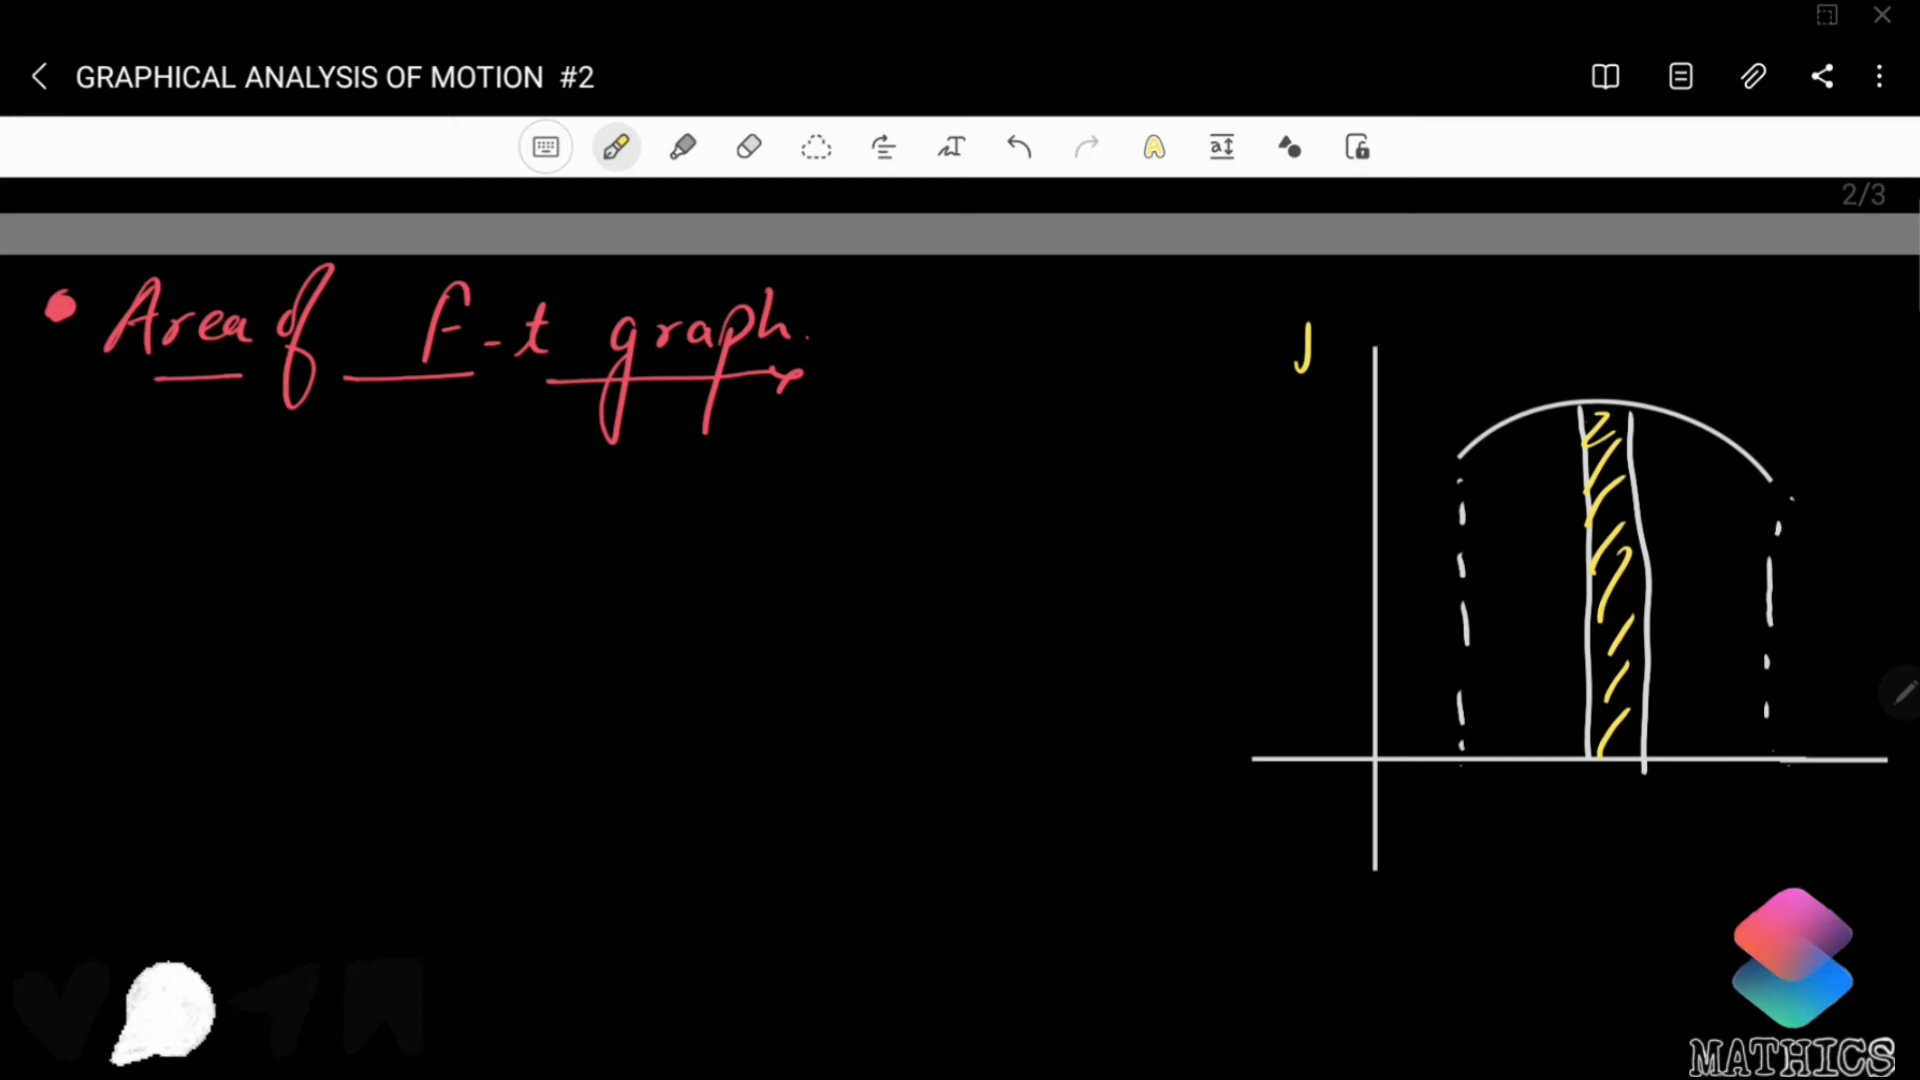 GRAPHICAL ANALYSIS OF MOTION #2
2/3
• Area of F-t graph.
J
MATHICS